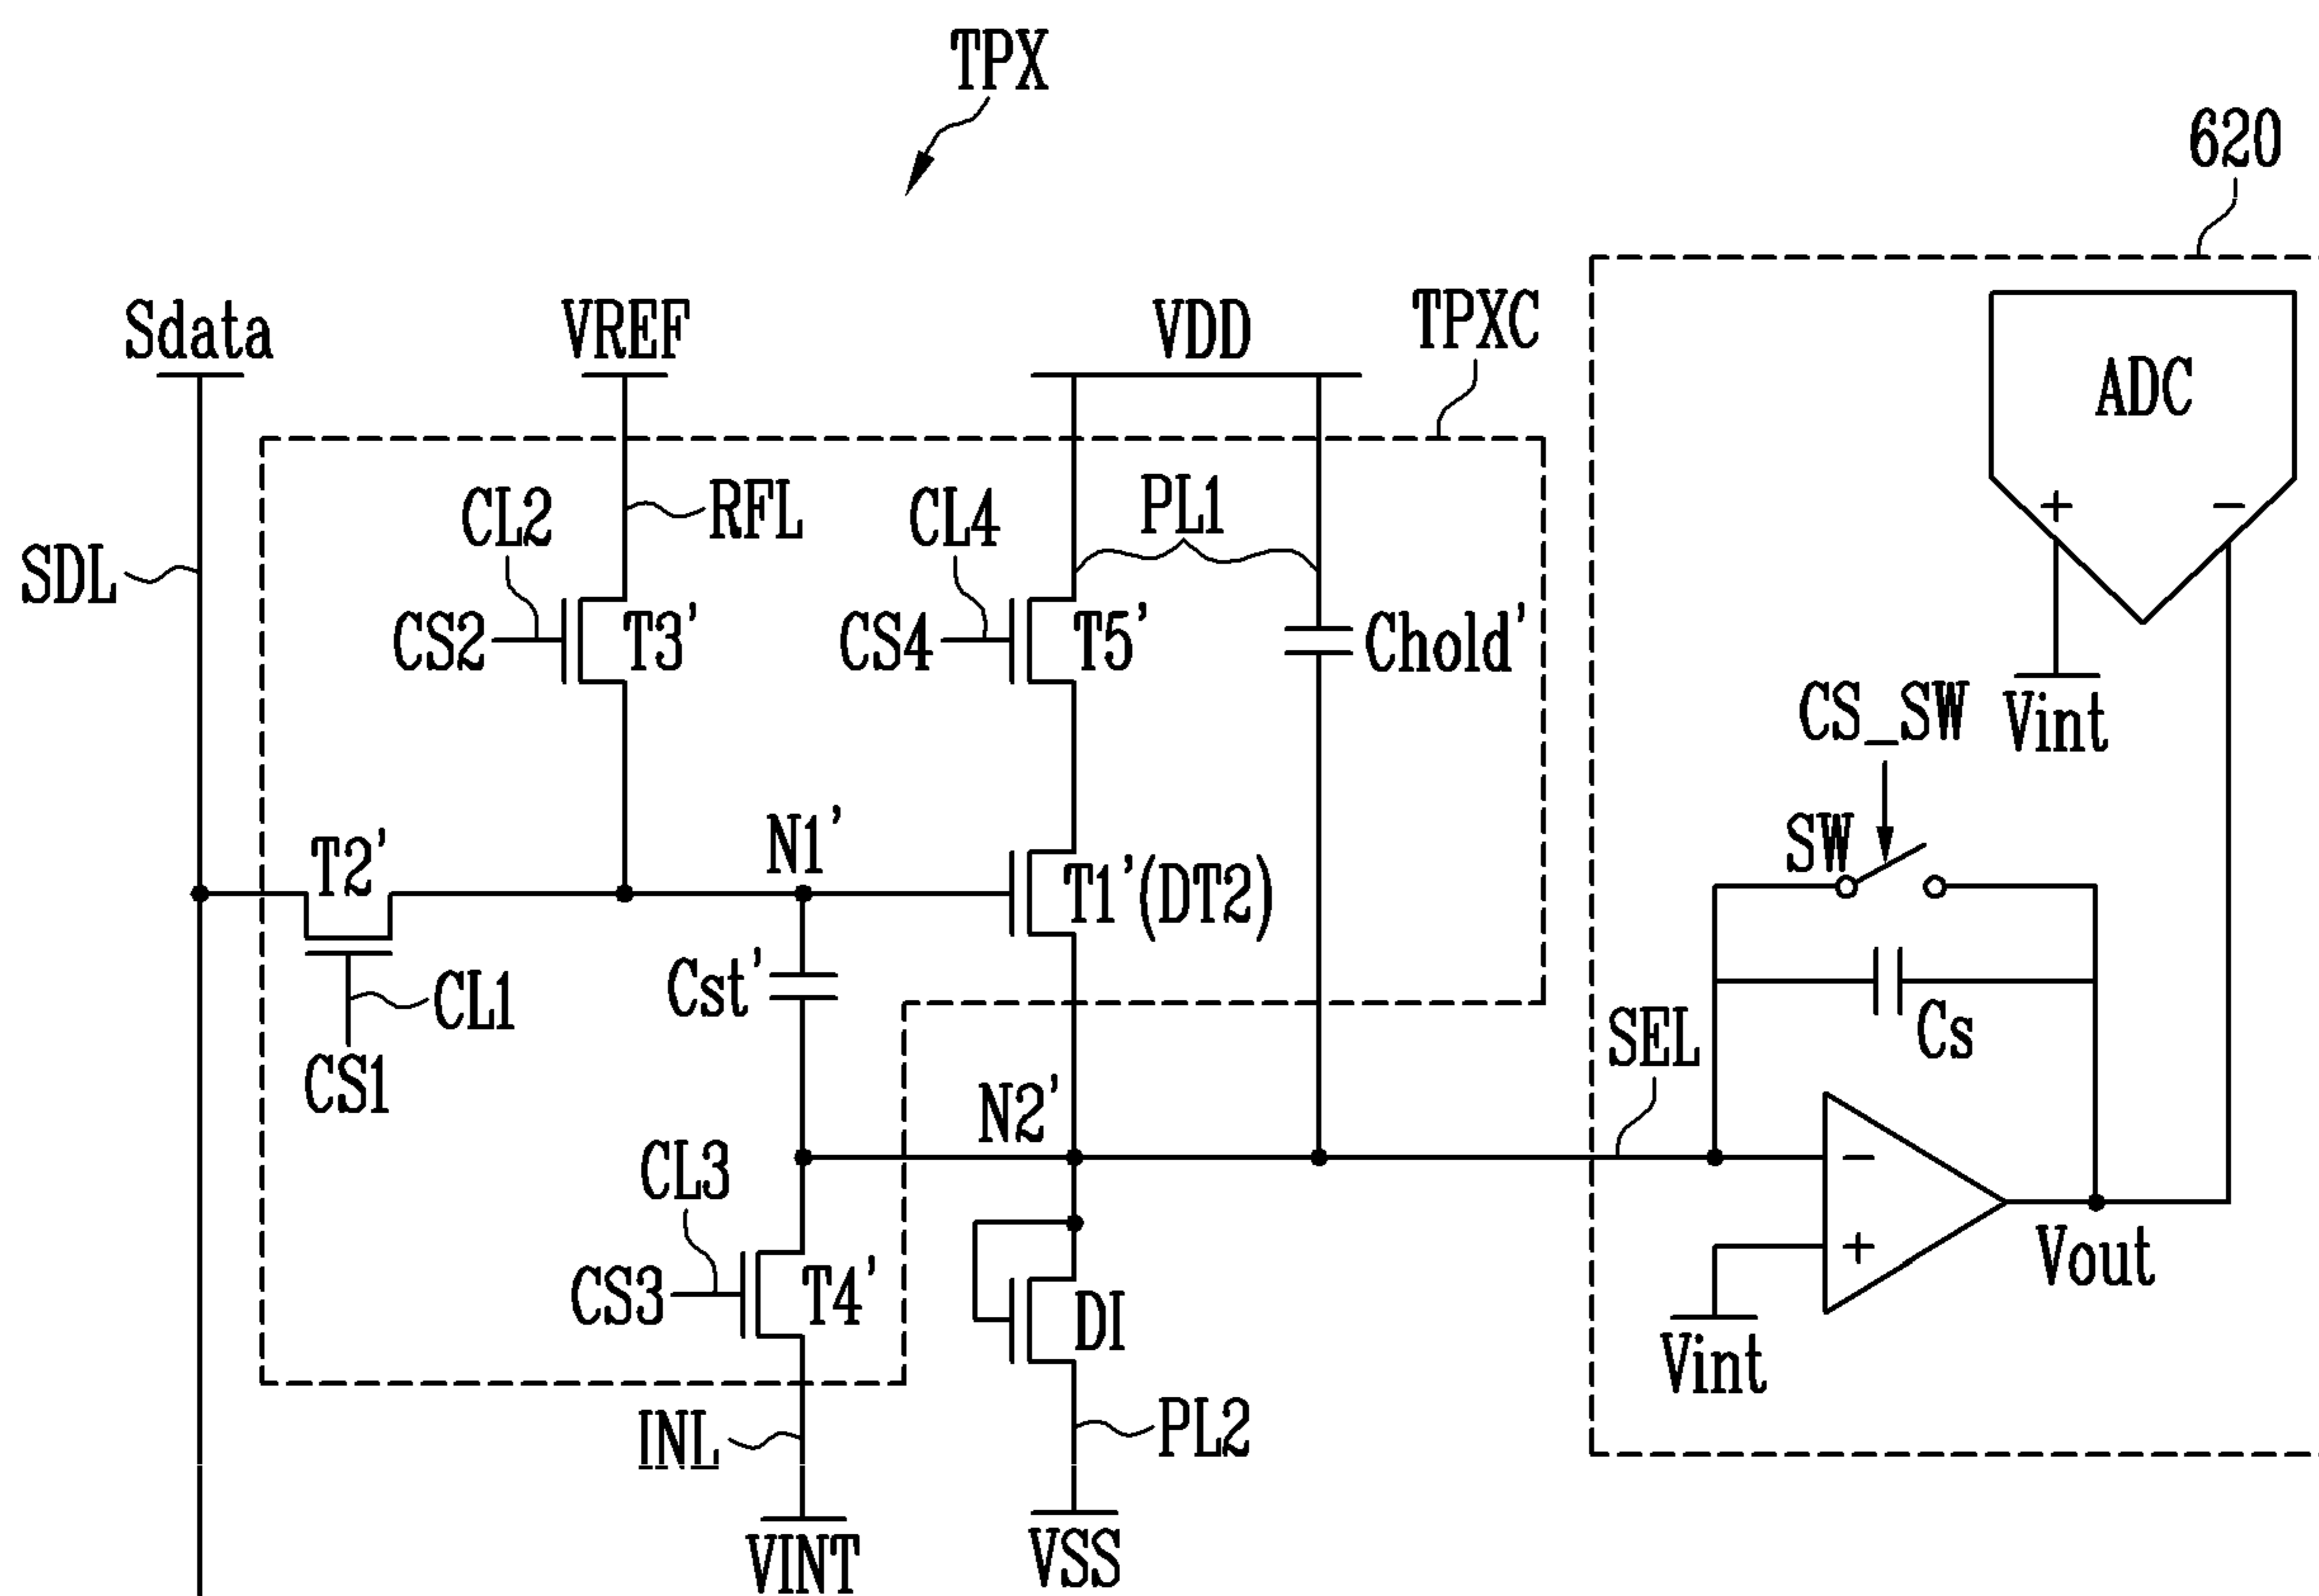 TPX
620
Sdata
VREF
VDD
TPXC
ADC
CL2
RFL
CL4
PL1
+
−
SDL
CS2
T3'
CS4
T5'
Chold'
CS_SW
Vint
T2'
N1'
SW
T1'(DT2)
Cst'
CL1
SEL
Cs
CS1
N2'
CL3
−
CS3
T4'
DI
+
Vout
Vint
INL
PL2
VINT
VSS